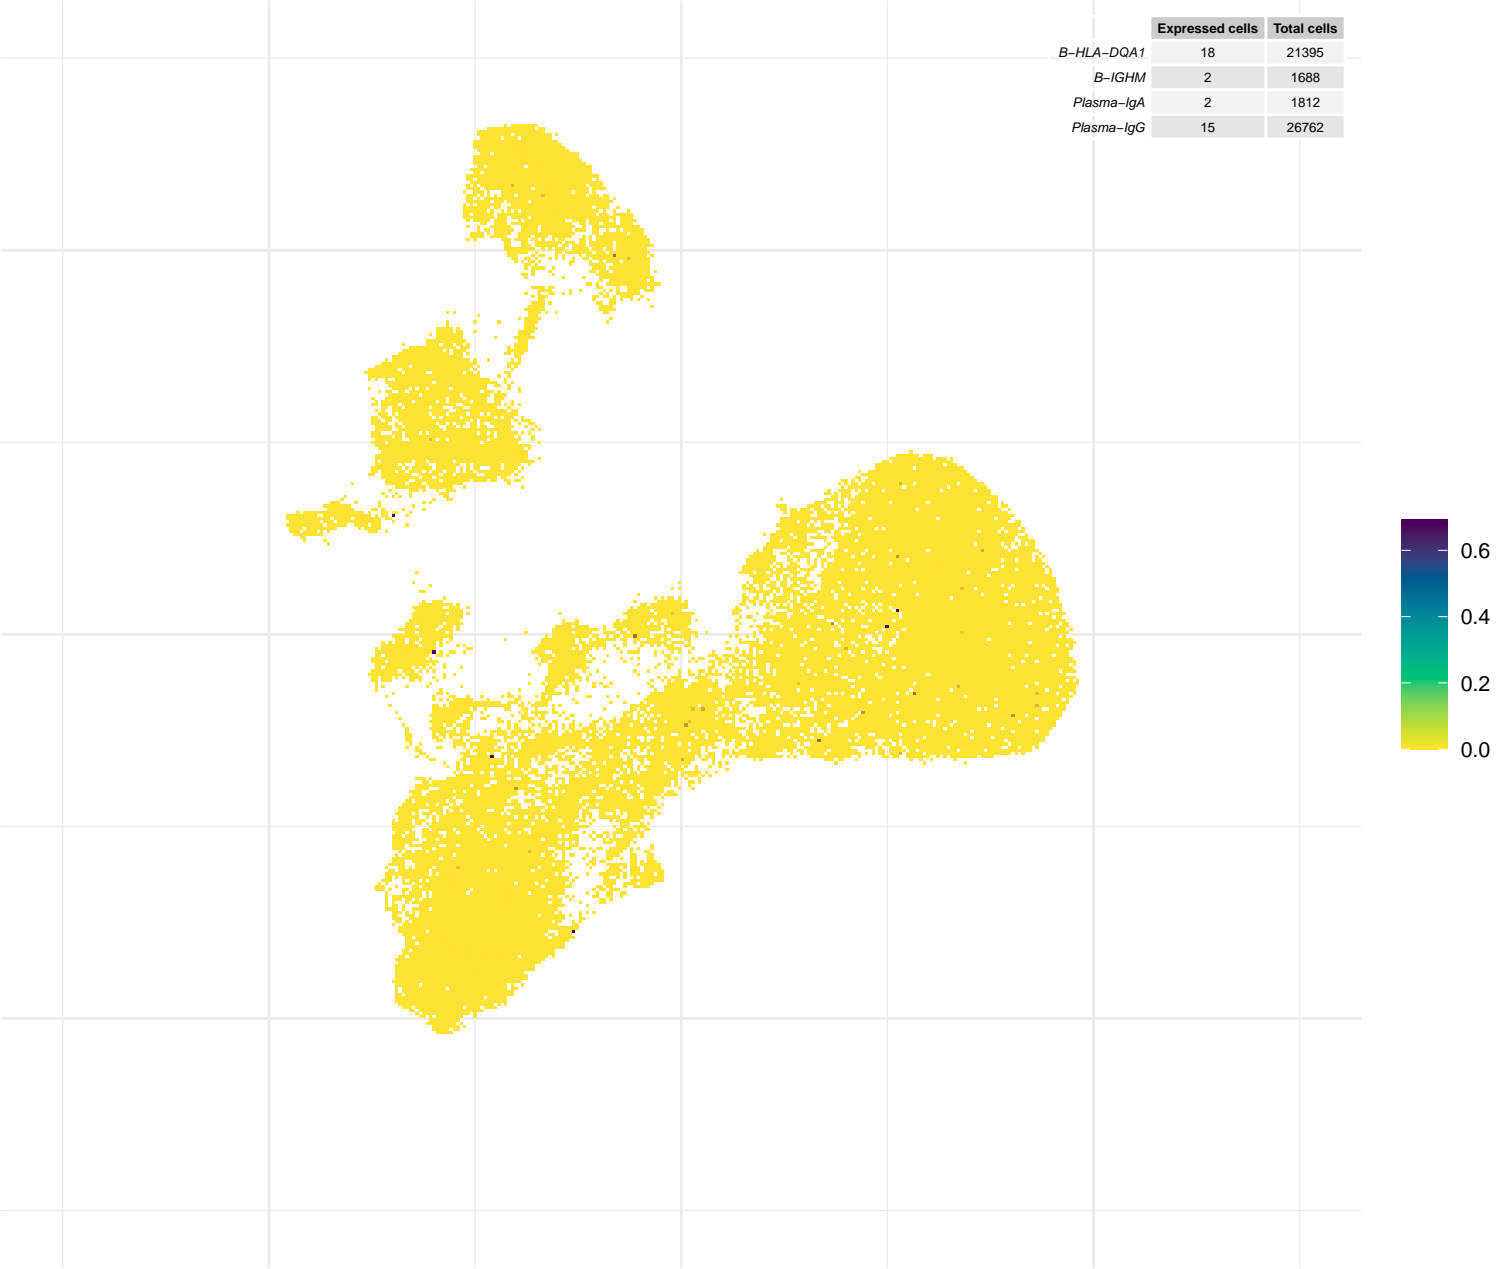 Expressed cells Total cells
B−HLA−DQA1 18 21395
B−IGHM 2 1688
Plasma−IgA 2 1812
Plasma−IgG 15 26762
0.6
0.4
0.2
0.0